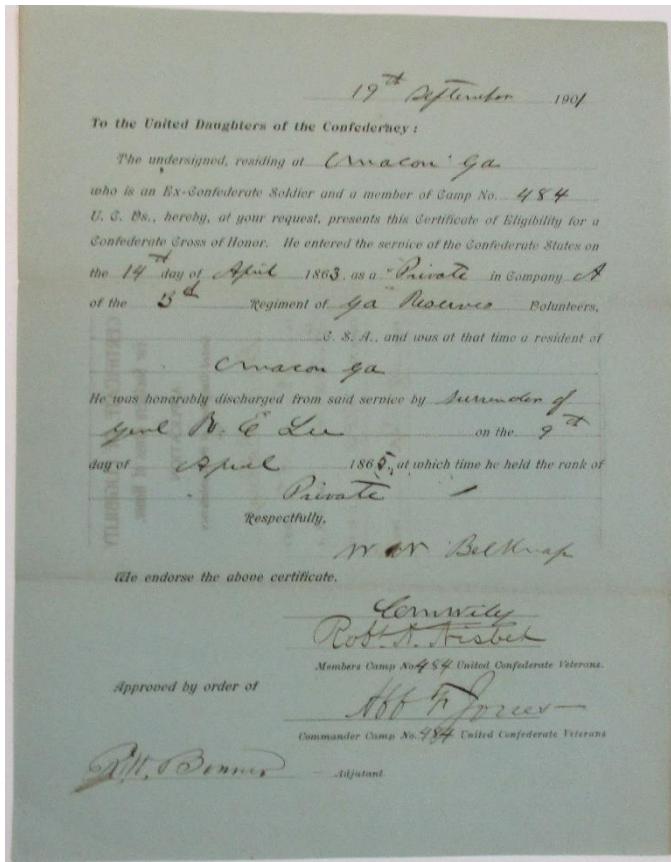 19th September 1901
To the United Daughters of the Confederacy:
The undersigned, residing at Macon Ga
who is an Ex-Confederate Soldier and a member of Camp No. 484
U. C. Vs., hereby, at your request, presents this Certificate of Eligibility for a
Confederate Cross of Honor. He entered the service of the Confederate States on
the 14th day of April 1863, as a "Private" in Company A
of the 3d Regiment of Ga Reserves Volunteers,
C. S. A., and was at that time a resident of
Macon Ga
He was honorably discharged from said service by surrender of
Genl R. E Lee on the 9th
day of April 1865, at which time he held the rank of
Private
Respectfully,
W W Belknap
We endorse the above certificate.
Robt A. Nisbet
Members Camp No. 484 United Confederate Veterans.
Approved by order of
Jones
Commander Camp No. 484 United Confederate Veterans
Bonner Adjutant
CERTIFICATE
ELIGIBILITY